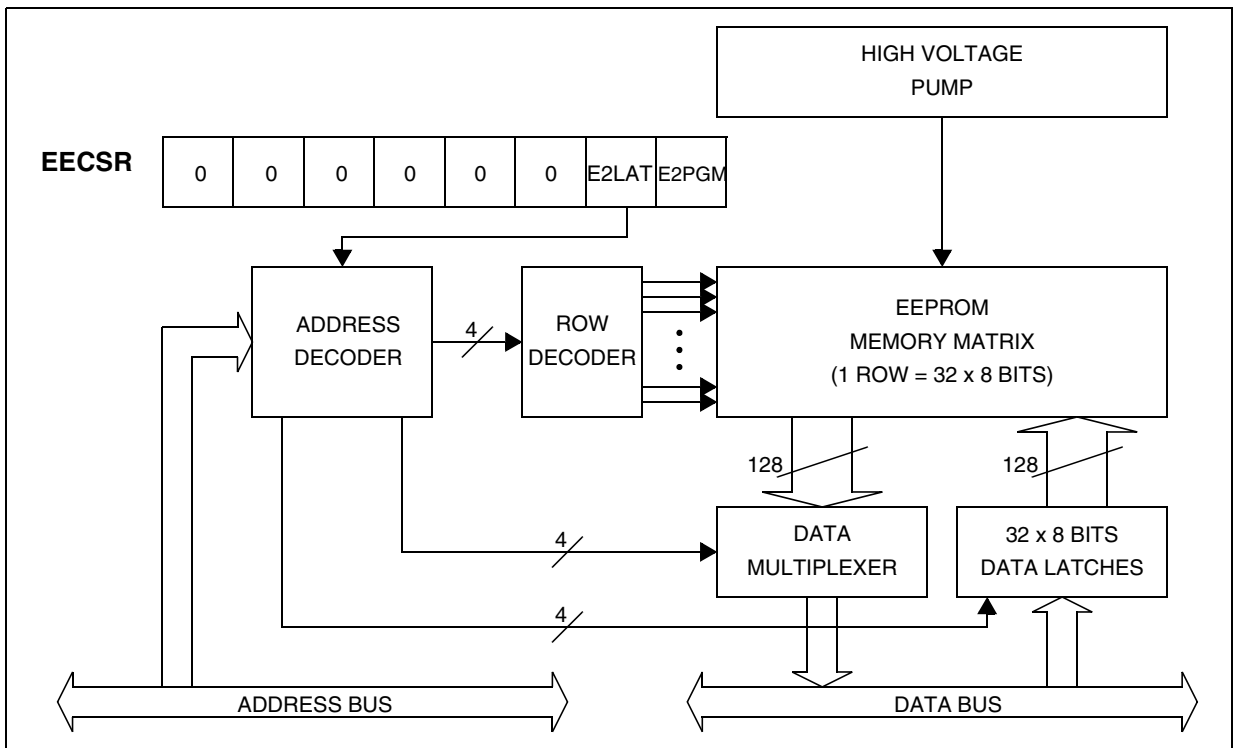 HIGH VOLTAGE
PUMP
EECSR
0 0 0 0 0 0 E2LAT E2PGM
ADDRESS
DECODER
4
ROW
DECODER
EEPROM
MEMORY MATRIX
(1 ROW = 32 x 8 BITS)
128
128
4
DATA
MULTIPLEXER
32 x 8 BITS
DATA LATCHES
4
ADDRESS BUS
DATA BUS